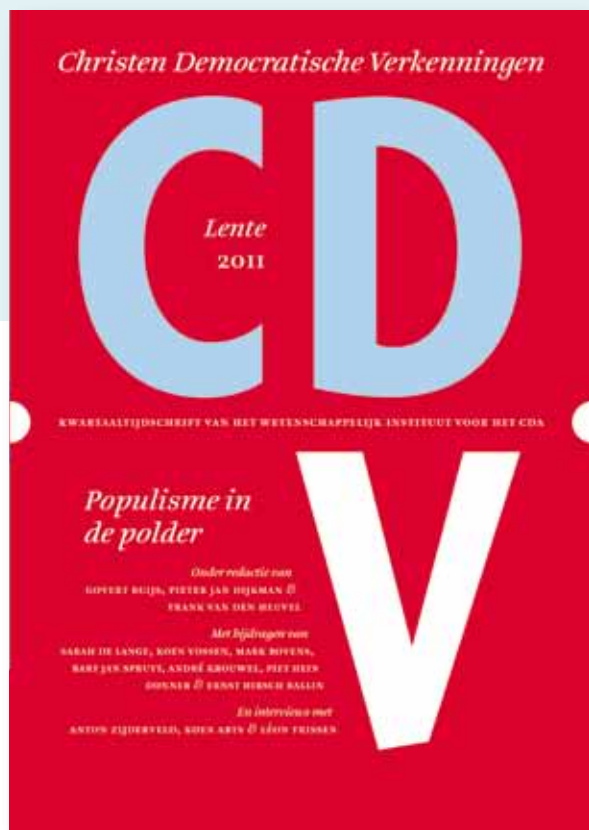 Christen Democratische Verkenningen
CD
Lente
2011
KWARTAALTIJDSCHRIFT VAN HET WETENSCHAPPELIJK INSTITUUT VOOR HET CDA
V
Populisme in
de polder
Onder redactie van
GOVERT BUIJS, PIETER JAN DIJKMAN &
FRANK VAN DEN HEUVEL
Met bijdragen van
SARAH DE LANGE, KOEN VOSSEN, MARK BOVENS,
BART JAN SPRUYT, ANDRÉ KROUWEL, PIET HEIN
DONNER & ERNST HIRSCH BALLIN
En interviews met
ANTON ZIJDERVELD, KOEN ABTS & LÉON FRISSEN